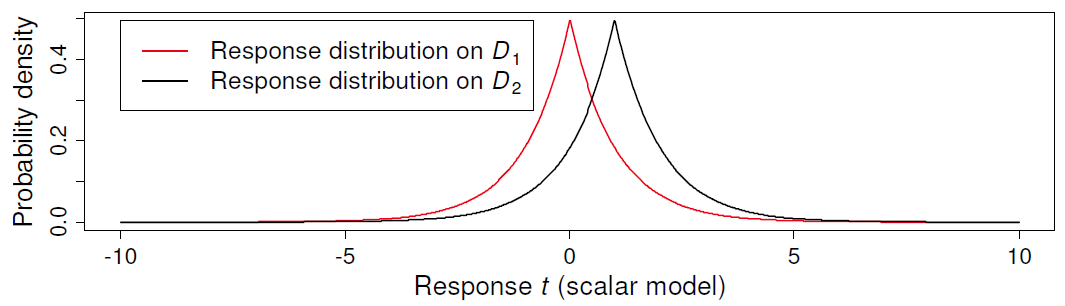 Probability density
0.4
0.2
0.0
Response distribution on D1
Response distribution on D2
-10 -5 0 5 10
Response t (scalar model)